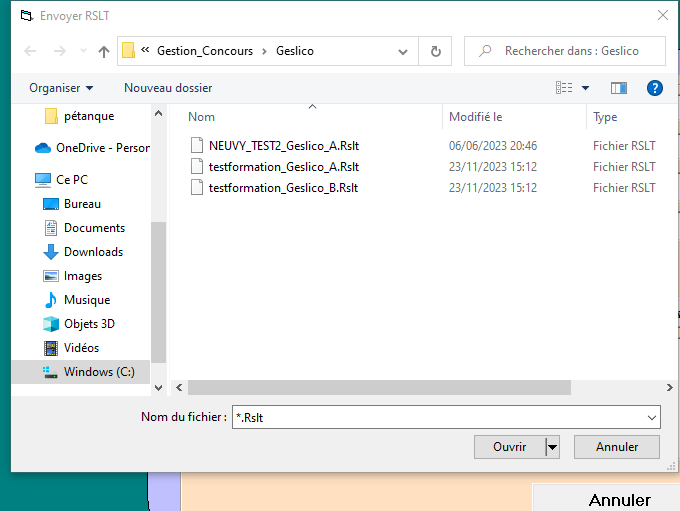 Envoyer RSLT
« Gestion_Concours > Geslico
Rechercher dans : Geslico
Organiser Nouveau dossier
?
pétanque
OneDrive - Person
Ce PC
Bureau
Documents
Downloads
Images
Musique
Objets 3D
Vidéos
Windows (C:)
Nom Modifié le Type
NEUVY_TEST2_Geslico_A.Rslt 06/06/2023 20:46 Fichier RSLT
testformation_Geslico_A.Rslt 23/11/2023 15:12 Fichier RSLT
testformation_Geslico_B.Rslt 23/11/2023 15:12 Fichier RSLT
Nom du fichier : *.Rslt
Ouvrir Annuler
Annuler